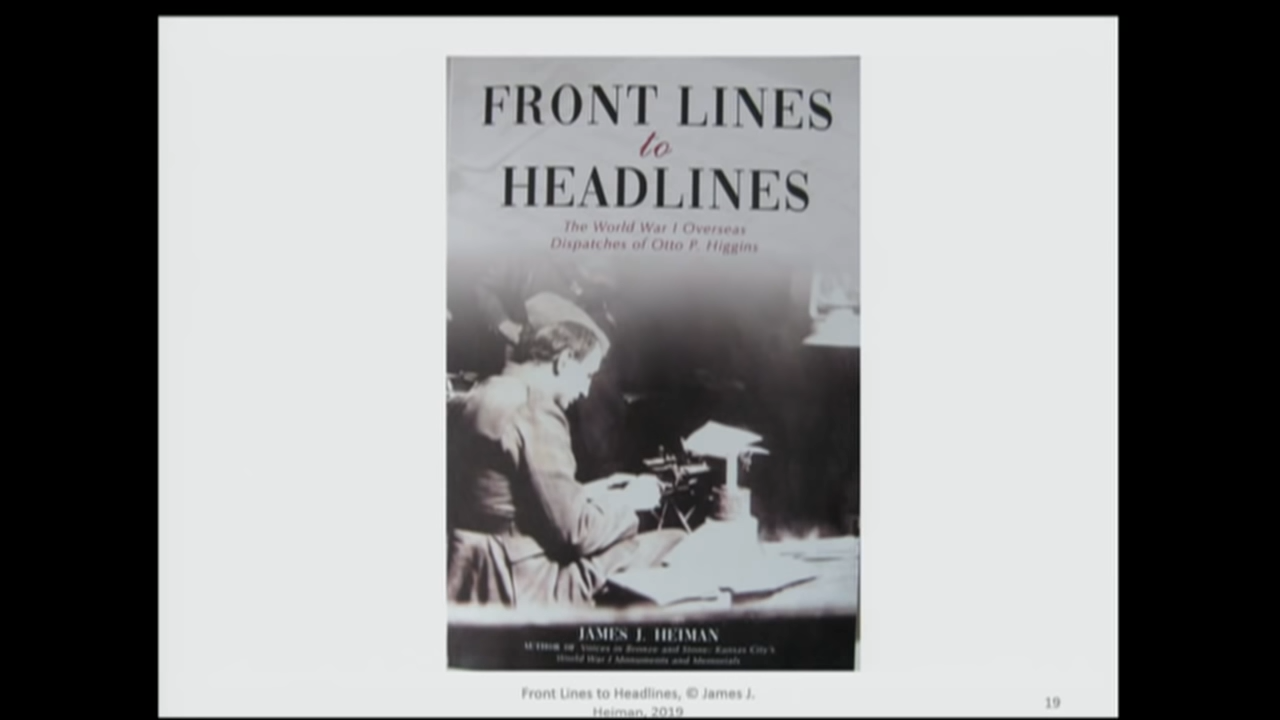 FRONT LINES
to
HEADLINES
The World War I Overseas
Dispatches of Otto P. Higgins
JAMES J. HEIMAN
AUTHOR OF Voices in Bronze and Stone: Kansas City's
World War I Monuments and Memorials
Front Lines to Headlines, © James J.
Heiman, 2019
19